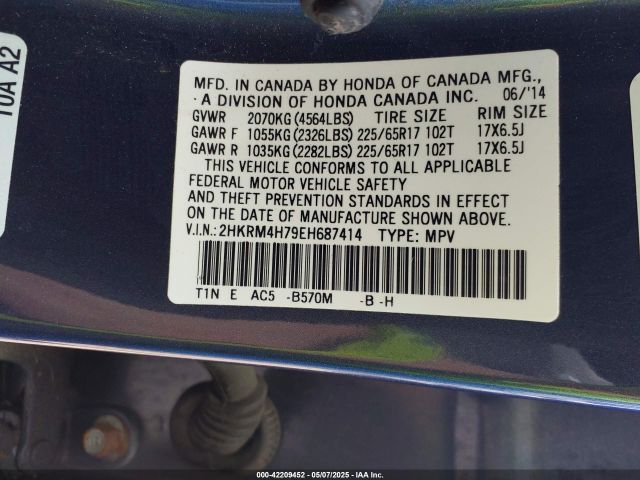 10A A2
MFD. IN CANADA BY HONDA OF CANADA MFG.,
A DIVISION OF HONDA CANADA INC. 06/'14
GVWR 2070KG (4564LBS) TIRE SIZE RIM SIZE
GAWR F 1055KG (2326LBS) 225/65R17 102T 17X6.5J
GAWR R 1035KG (2282LBS) 225/65R17 102T 17X6.5J
THIS VEHICLE CONFORMS TO ALL APPLICABLE
FEDERAL MOTOR VEHICLE SAFETY
AND THEFT PREVENTION STANDARDS IN EFFECT
ON THE DATE OF MANUFACTURE SHOWN ABOVE.
V.I.N.: 2HKRM4H79EH687414 TYPE: MPV
T1N E AC5 -B570M -B -H
000-42209452 05/07/2025 IAA Inc.